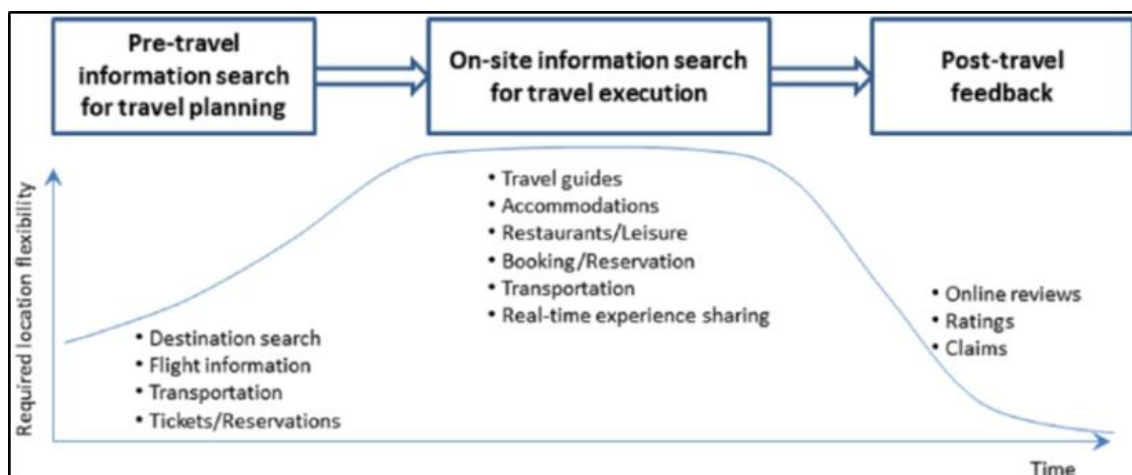 Pre-travel
information search
for travel planning
On-site information search
for travel execution
Post-travel
feedback
Required location flexibility
• Travel guides
• Accommodations
• Restaurants/Leisure
• Booking/Reservation
• Transportation
• Real-time experience sharing
• Destination search
• Flight information
• Transportation
• Tickets/Reservations
• Online reviews
• Ratings
• Claims
Time